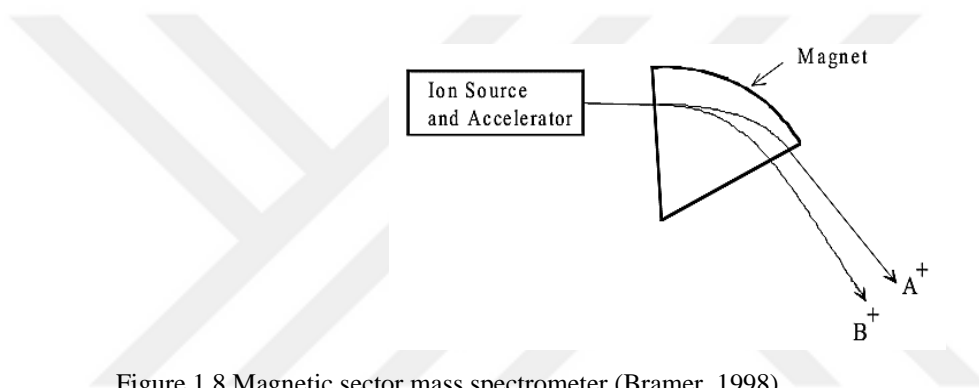 Magnet
Ion Source
and Accelerator
A+
B+
Figure 1.8 Magnetic sector mass spectrometer (Bramer, 1998)